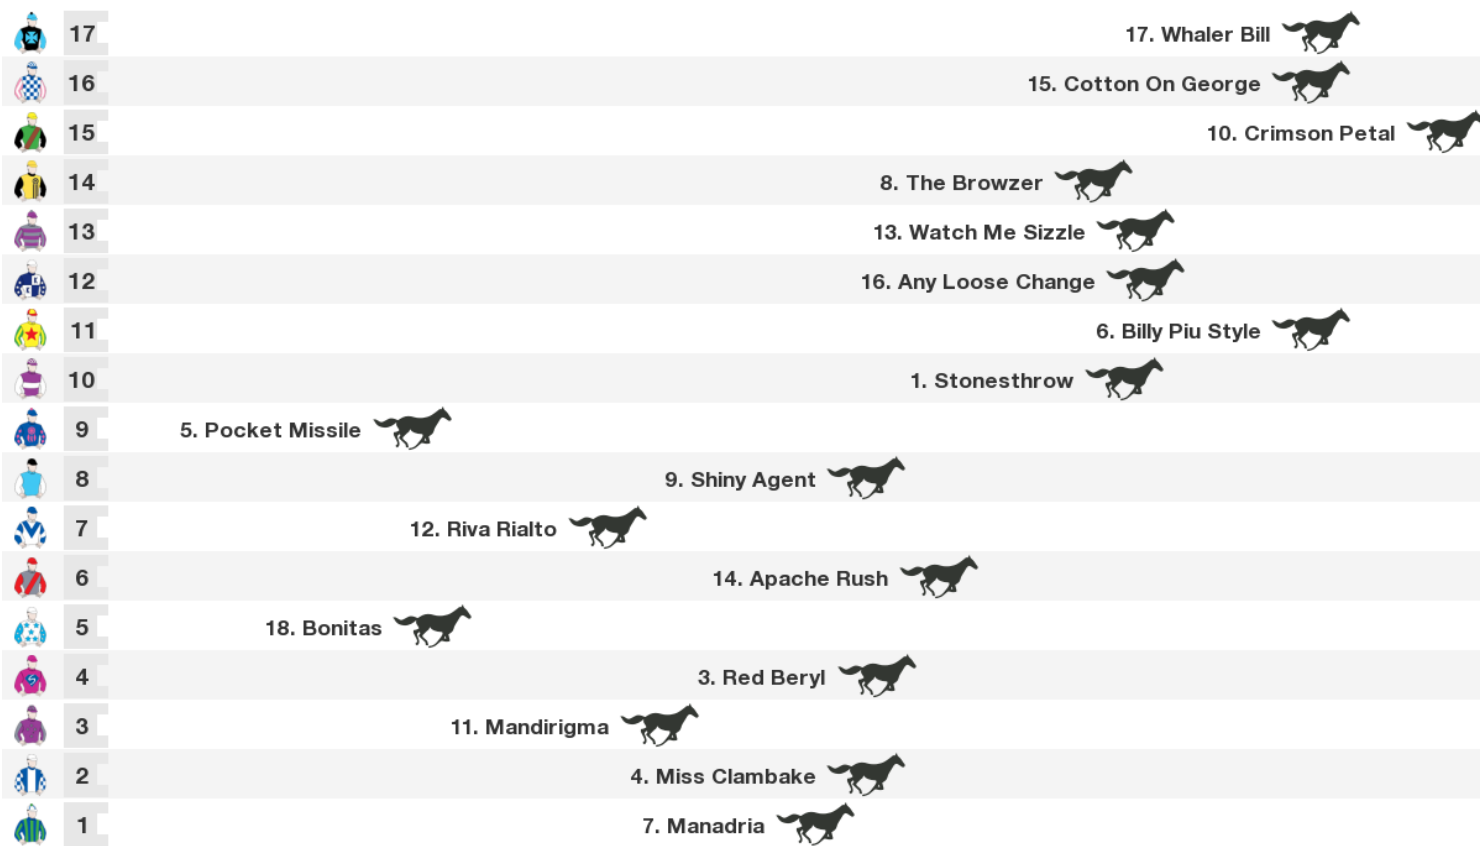 17 17. Whaler Bill
16 15. Cotton On George
15 10. Crimson Petal
14 8. The Browzer
13 13. Watch Me Sizzle
12 16. Any Loose Change
11 6. Billy Piu Style
10 1. Stonesthrow
9 5. Pocket Missile
8 9. Shiny Agent
7 12. Riva Rialto
6 14. Apache Rush
5 18. Bonitas
4 3. Red Beryl
3 11. Mandirigma
2 4. Miss Clambake
1 7. Manadria